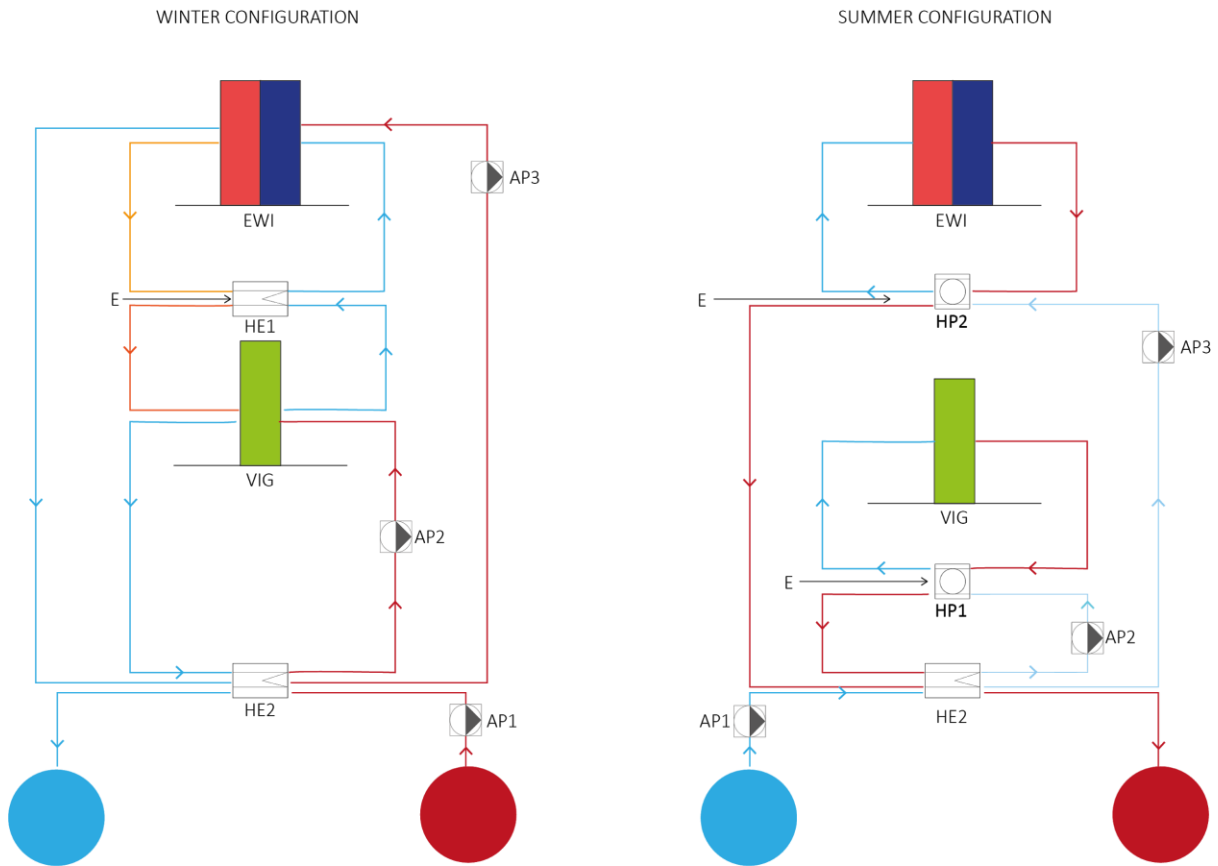 WINTER CONFIGURATION
EWI
AP3
E
HE1
VIG
AP2
HE2
AP1
SUMMER CONFIGURATION
EWI
E
HP2
AP3
VIG
E
HP1
AP2
HE2
AP1